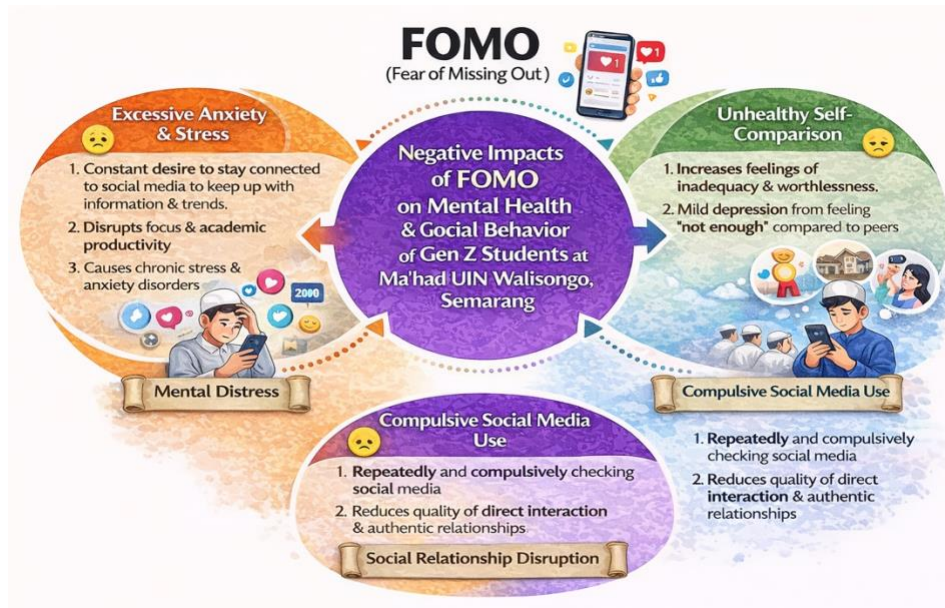 FOMO
(Fear of Missing Out)
1
1
Excessive Anxiety
& Stress
1. Constant desire to stay connected
to social media to keep up with
information & trends.
2. Disrupts focus & academic
productivity
3. Causes chronic stress &
anxiety disorders
2000
Mental Distress
Negative Impacts
of FOMO
on Mental Health
& Gocial Behavior
of Gen Z Students at
Ma'had UIN Walisongo,
Semarang
Unhealthy Self-
Comparison
1. Increases feelings of
inadequacy & worthlessness.
2. Mild depression from feeling
"not enough" compared to peers
Compulsive Social Media Use
1. Repeatedly and compulsively
checking social media
2. Reduces quality of direct
interaction & authentic
relationships
Compulsive Social Media
Use
1. Repeatedly and compulsively checking
social media
2. Reduces quality of direct interaction
& authentic relationships
Social Relationship Disruption